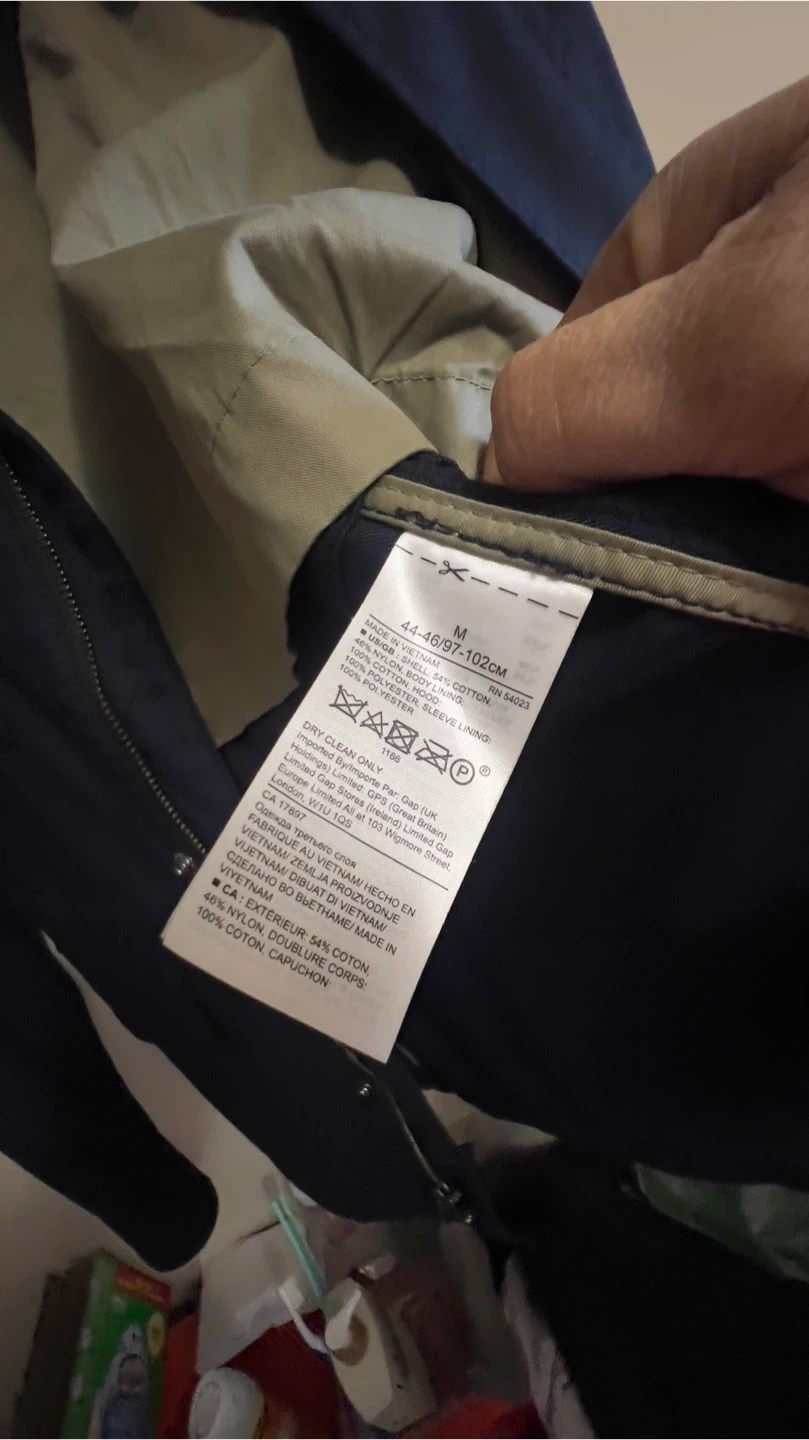 M
44-46/97-102CM
MADE IN VIETNAM RN 54023
■ US/GB : SHELL: 54% COTTON,
46% NYLON, BODY LINING:
100% COTTON, HOOD:
100% POLYESTER, SLEEVE LINING:
100% POLYESTER
P ®
1166
DRY CLEAN ONLY
Imported By/Importe Par: Gap (UK
Holdings) Limited GPS (Great Britain)
Limited Gap Stores (Ireland) Limited Gap
Europe Limited All at 103 Wigmore Street,
London, W1U 1QS
CA 17897
Одежда третьего слоя
FABRIQUE AU VIETNAM/ HECHO EN
VIETNAM/ ZEMLJA PROIZVODNJE
VIJETNAM/ DIBUAT DI VIETNAM/
СДЕЛАНО ВО ВЬЕТНАМЕ/ MADE IN
VIYETNAM
■ CA : EXTÉRIEUR: 54% COTON,
46% NYLON, DOUBLURE CORPS:
100% COTON, CAPUCHON: